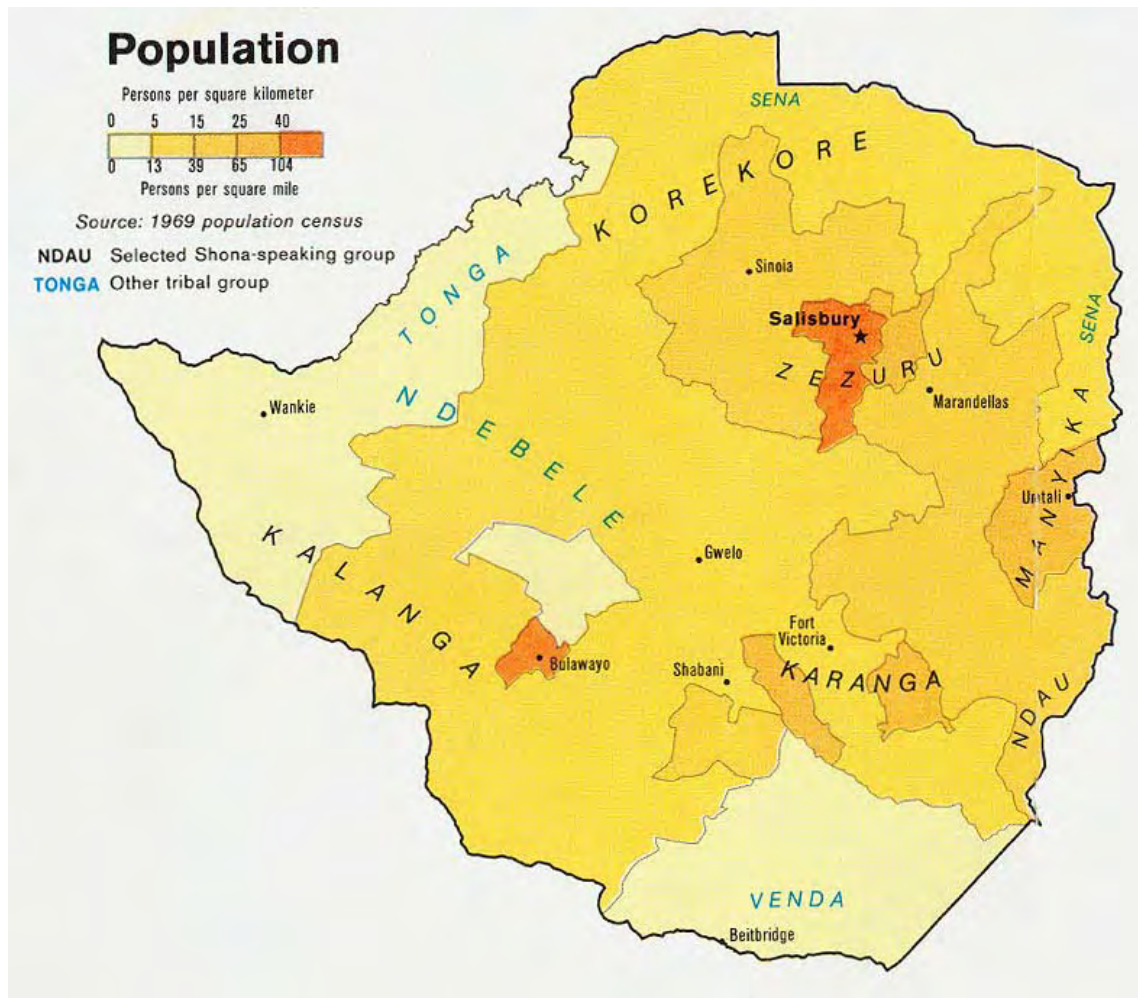 Population
Persons per square kilometer
0 5 15 25 40
0 13 39 65 104
Persons per square mile
Source: 1969 population census
NDAU Selected Shona-speaking group
TONGA Other tribal group
SENA
KOREKORE
TONGA
Sinoia
SENA
Salisbury
ZEZURU
Wankie
NDEBELE
Marandellas
MANYIKA
Umtali
KALANGA
Gwelo
Fort
Victoria
Bulawayo
Shabani
KARANGA
NDAU
VENDA
Beitbridge